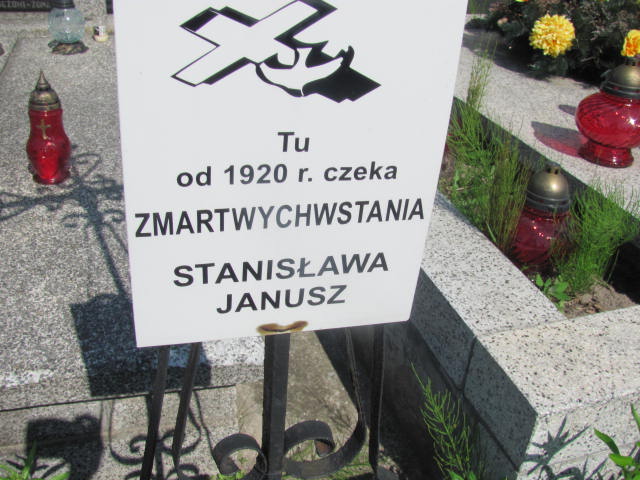 Tu
od 1920 r. czeka
ZMARTWYCHWSTANIA
STANISŁAWA
JANUSZ